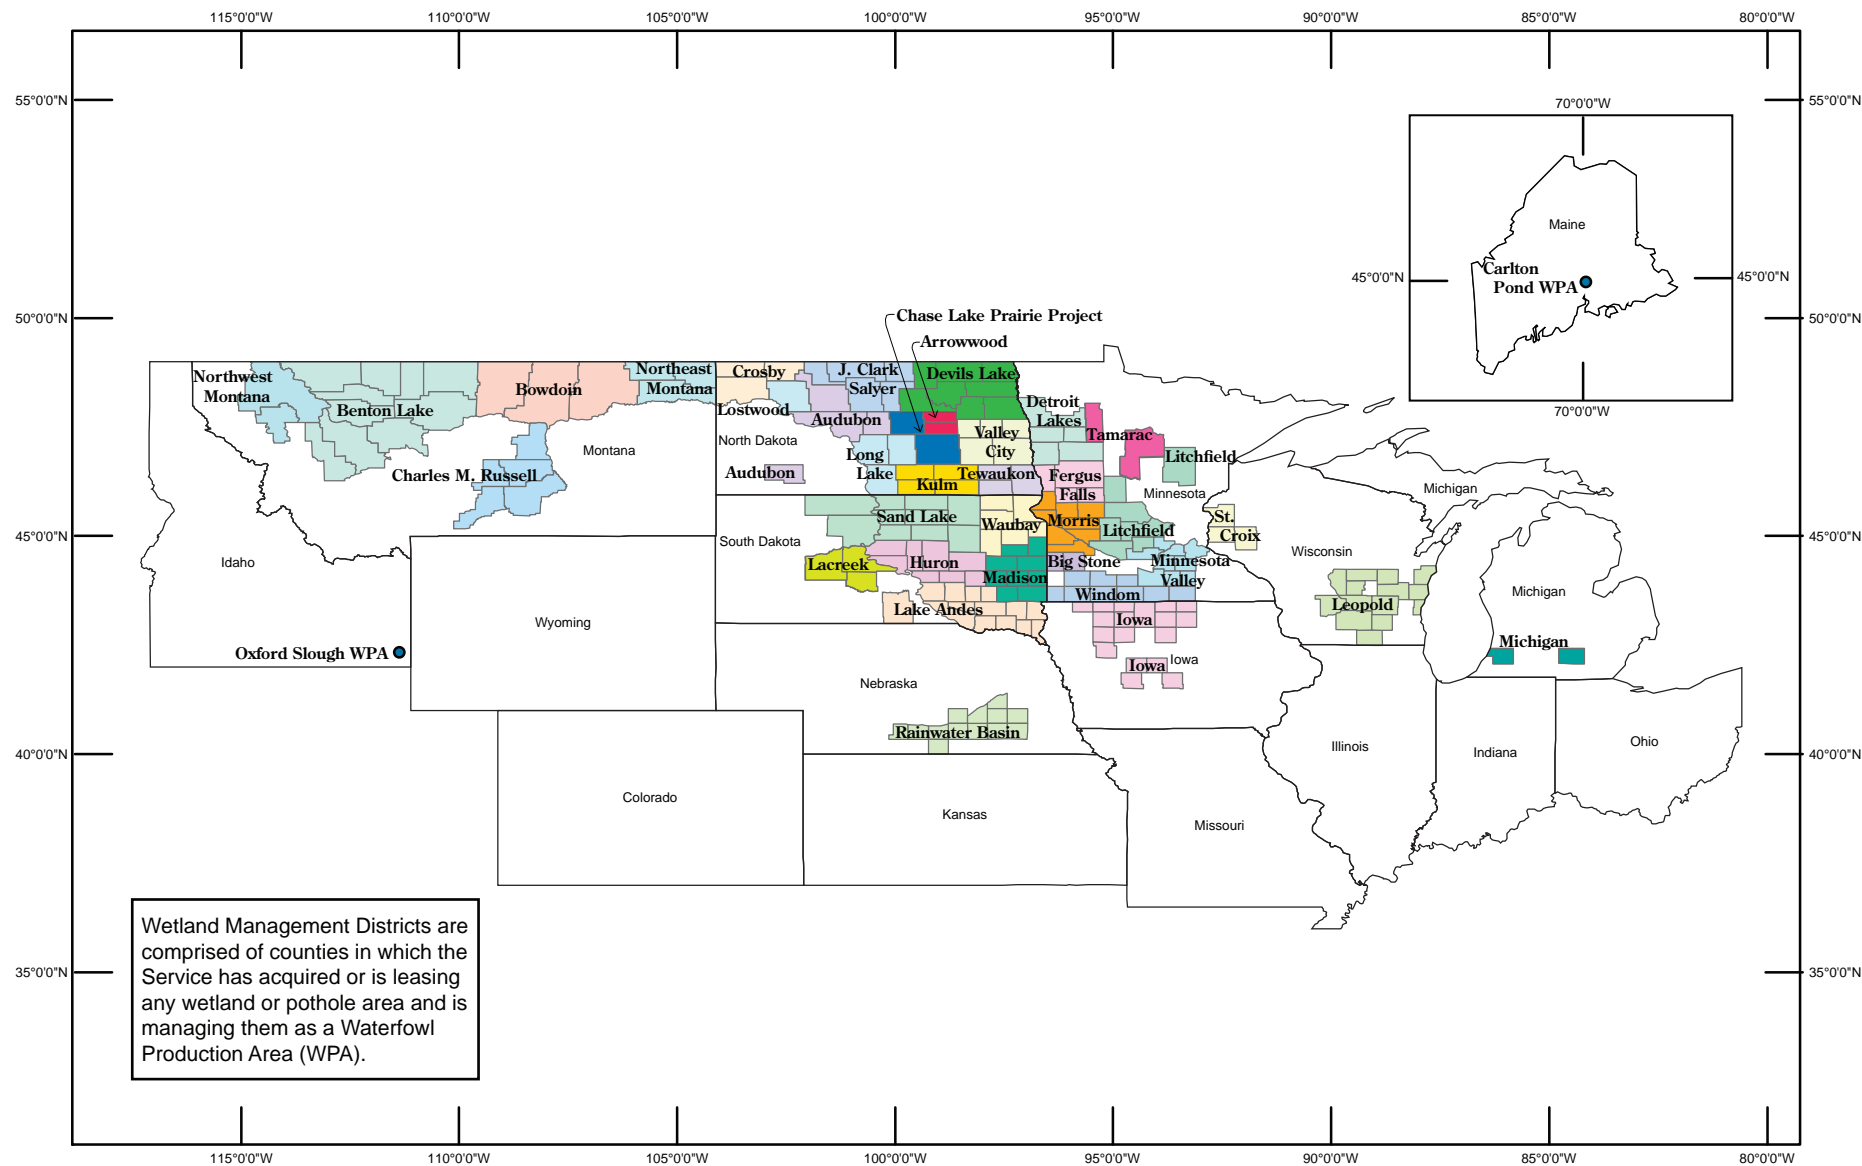 115°0'0"W
110°0'0"W
105°0'0"W
100°0'0"W
95°0'0"W
90°0'0"W
85°0'0"W
80°0'0"W
55°0'0"N
55°0'0"N
70°0'0"W
Maine
Carlton
Pond WPA
45°0'0"N
45°0'0"N
70°0'0"W
50°0'0"N
50°0'0"N
Chase Lake Prairie Project
Arrowwood
Northwest
Montana
Benton Lake
Bowdoin
Northeast
Montana
Crosby
J. Clark
Salyer
Devils Lake
Lostwood
Audubon
North Dakota
Valley
City
Detroit
Lakes
Tamarac
Litchfield
Montana
Charles M. Russell
Audubon
Long
Lake
Kulm
Tewaukon
Fergus
Falls
Minnesota
Michigan
Sand Lake
Waubay
Morris
Litchfield
St.
Croix
45°0'0"N
45°0'0"N
Idaho
South Dakota
Lacreek
Huron
Madison
Big Stone
Minnesota
Valley
Wisconsin
Windom
Leopold
Michigan
Lake Andes
Iowa
Wyoming
Michigan
Oxford Slough WPA
Iowa
Iowa
Nebraska
Rainwater Basin
40°0'0"N
40°0'0"N
Illinois
Indiana
Ohio
Colorado
Kansas
Missouri
Wetland Management Districts are
comprised of counties in which the
Service has acquired or is leasing
any wetland or pothole area and is
managing them as a Waterfowl
Production Area (WPA).
35°0'0"N
35°0'0"N
115°0'0"W
110°0'0"W
105°0'0"W
100°0'0"W
95°0'0"W
90°0'0"W
85°0'0"W
80°0'0"W